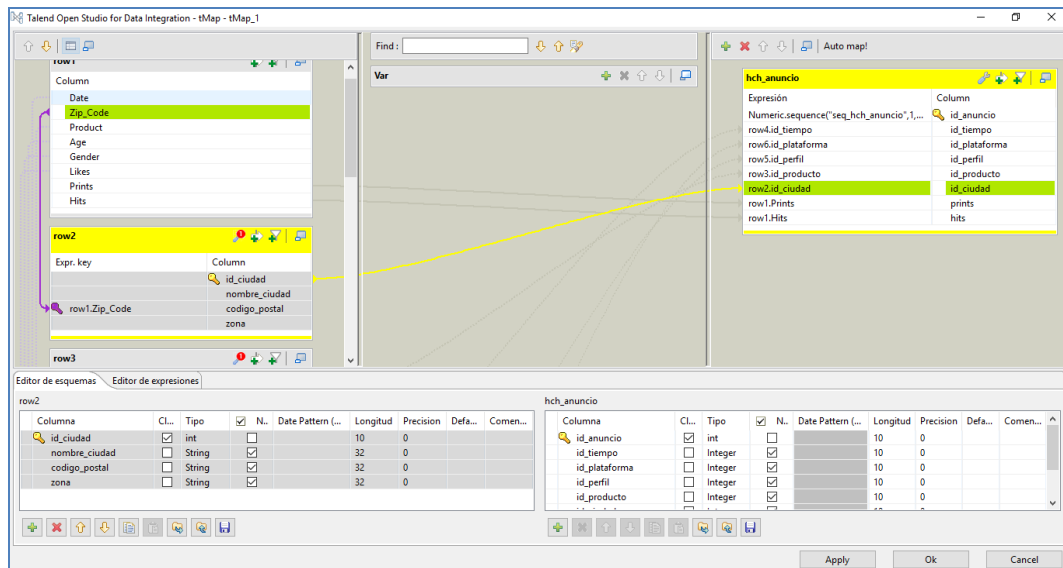 Talend Open Studio for Data Integration - tMap - tMap_1
Find :
Auto map!
row1
Column
Date
Zip_Code
Product
Age
Gender
Likes
Prints
Hits
row2
Expr. key Column
id_ciudad
nombre_ciudad
row1.Zip_Code codigo_postal
zona
row3
Var
hch_anuncio
Expresión Column
Numeric.sequence("seq_hch_anuncio",1,... id_anuncio
row4.id_tiempo id_tiempo
row6.id_plataforma id_plataforma
row5.id_perfil id_perfil
row3.id_producto id_producto
row2.id_ciudad id_ciudad
row1.Prints prints
row1.Hits hits
Editor de esquemas Editor de expresiones
row2
Columna Cl... Tipo N.. Date Pattern (... Longitud Precision Defa... Comen...
id_ciudad int 10 0
nombre_ciudad String 32 0
codigo_postal String 32 0
zona String 32 0
hch_anuncio
Columna Cl... Tipo N.. Date Pattern (... Longitud Precision Defa... Comen...
id_anuncio int 10 0
id_tiempo Integer 10 0
id_plataforma Integer 10 0
id_perfil Integer 10 0
id_producto Integer 10 0
Apply Ok Cancel